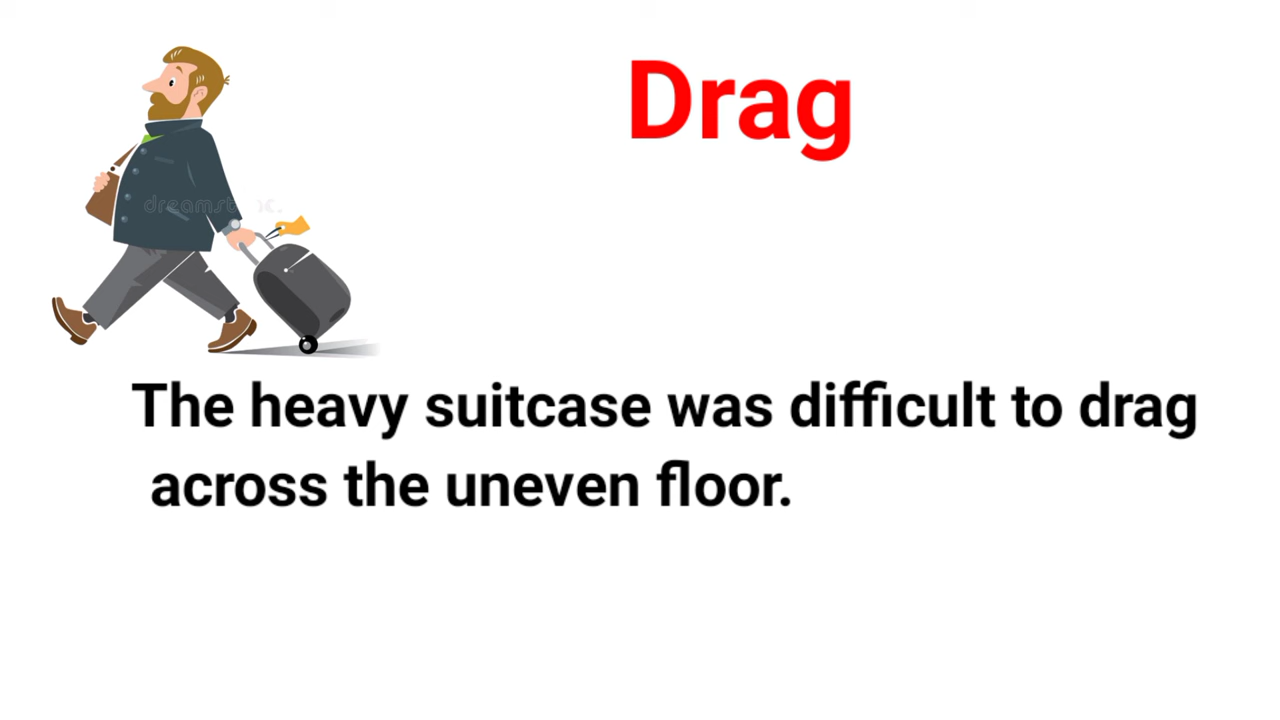 Drag
The heavy suitcase was difficult to drag
across the uneven floor.